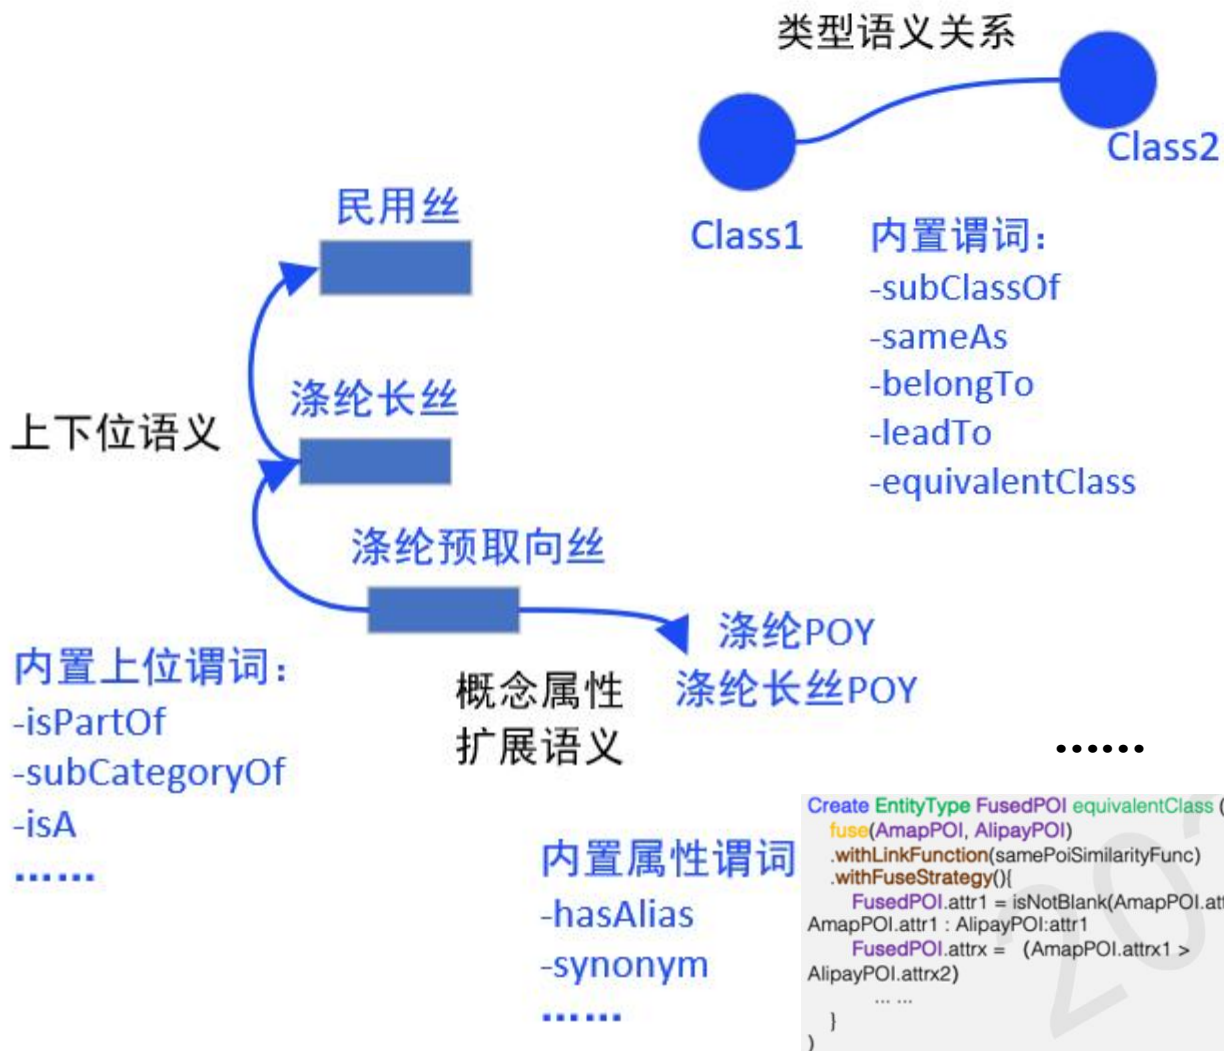 类型语义关系
Class2
Class1
内置谓词：
-subClassOf
-sameAs
-belongTo
-leadTo
-equivalentClass
民用丝
涤纶长丝
上下位语义
涤纶预取向丝
涤纶POY
涤纶长丝POY
概念属性
扩展语义
内置上位谓词：
-isPartOf
-subCategoryOf
-isA
……
内置属性谓词
-hasAlias
-synonym
……
……
Create EntityType FusedPOI equivalentClass (
fuse(AmapPOI, AlipayPOI)
.withLinkFunction(samePoiSimilarityFunc)
.withFuseStrategy(){
FusedPOI.attr1 = isNotBlank(AmapPOI.att
AmapPOI.attr1 : AlipayPOI:attr1
FusedPOI.attrx = (AmapPOI.attrx1 >
AlipayPOI.attrx2)
... ...
}
)